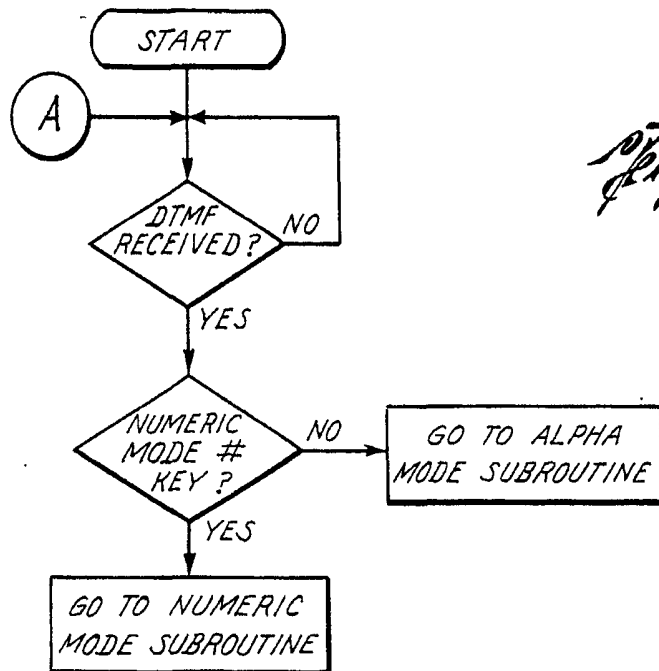 START
A
DTMF
RECEIVED?
NO
YES
NUMERIC
MODE #
KEY?
NO
GO TO ALPHA
MODE SUBROUTINE
YES
GO TO NUMERIC
MODE SUBROUTINE